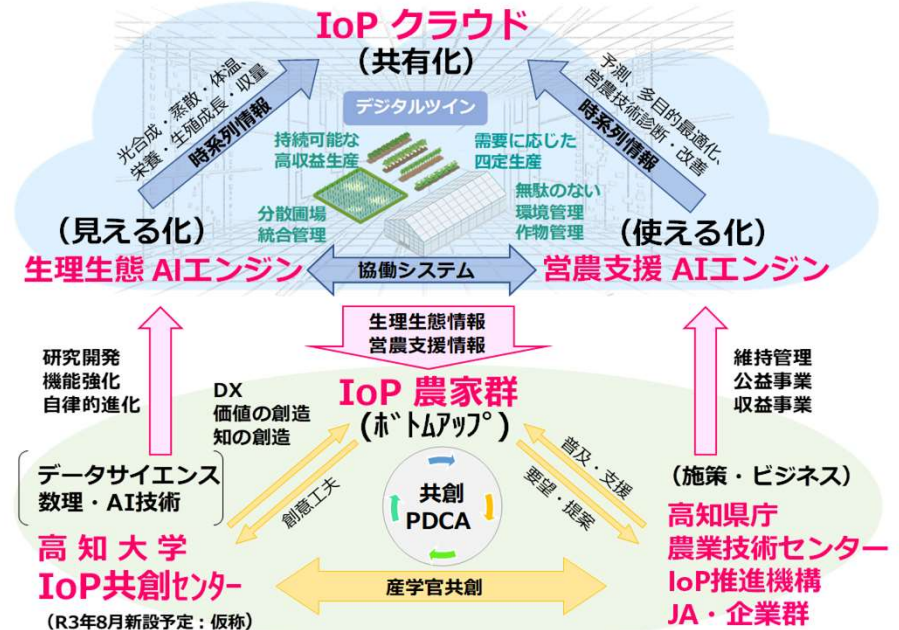 IoP クラウド
(共有化)
光合成・蒸散・体温、
栄養・生殖成長・収量
時系列情報
デジタルツイン
予測、多目的最適化、
営農技術診断・改善
時系列情報
持続可能な
高収益生産
需要に応じた
四定生産
分散圃場
統合管理
無駄のない
環境管理
作物管理
(見える化)
生理生態 AIエンジン
協働システム
(使える化)
営農支援 AIエンジン
生理生態情報
営農支援情報
研究開発
機能強化
自律的進化
DX
価値の創造
知の創造
IoP 農家群
(ﾎﾞﾄﾑｱｯﾌﾟ)
維持管理
公益事業
収益事業
データサイエンス
数理・AI技術
創意工夫
共創
PDCA
普及・支援
要望・提案
(施策・ビジネス)
高知大学
IoP共創ｾﾝﾀｰ
(R3年8月新設予定：仮称)
産学官共創
高知県庁
農業技術センター
IoP推進機構
JA・企業群